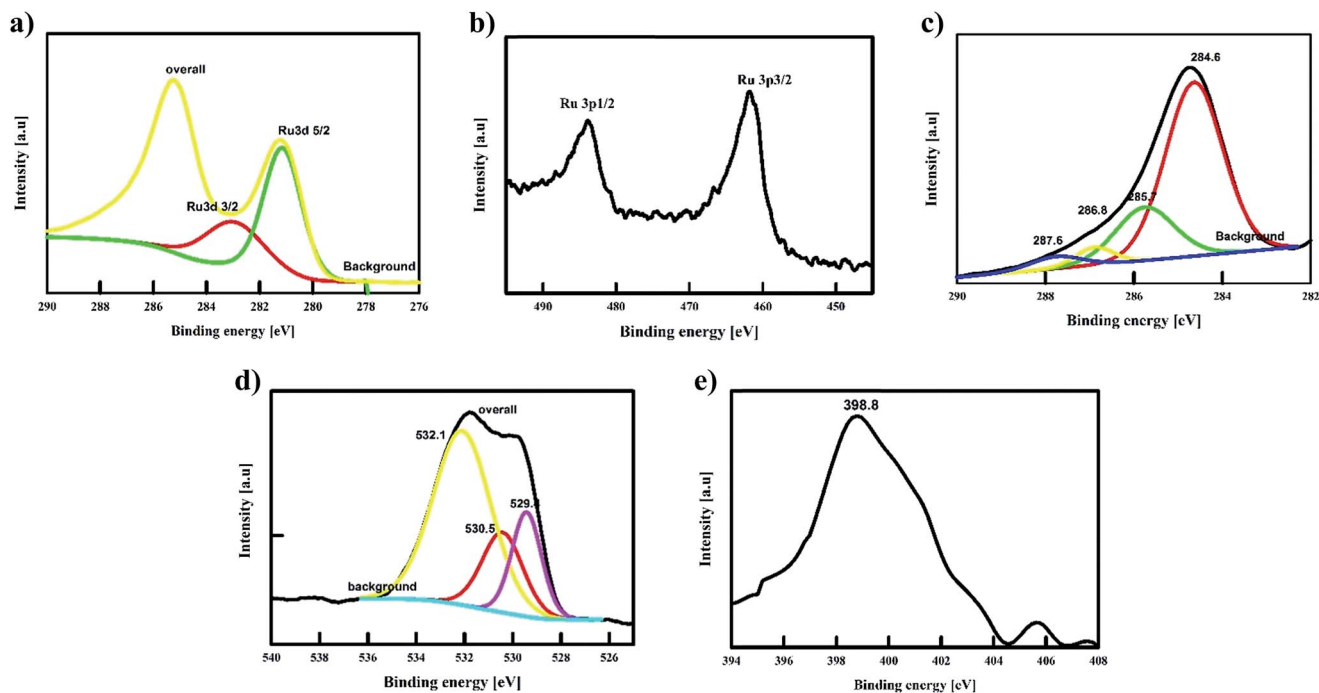 a)
overall
Ru3d 5/2
Ru3d 3/2
Background
Intensity [a.u]
290 288 286 284 282 280 278 276
Binding energy [eV]
b)
Ru 3p1/2
Ru 3p3/2
Intensity [a.u]
490 480 470 460 450
Binding energy [eV]
c)
284.6
285.7
286.8
287.6
Background
Intensity [a.u]
290 288 286 284 282
Binding energy [eV]
d)
overall
532.1
529.
530.5
background
Intensity [a.u]
540 538 536 534 532 530 528 526
Binding energy [eV]
e)
398.8
Intensity [a.u]
394 396 398 400 402 404 406 408
Binding energy [eV]